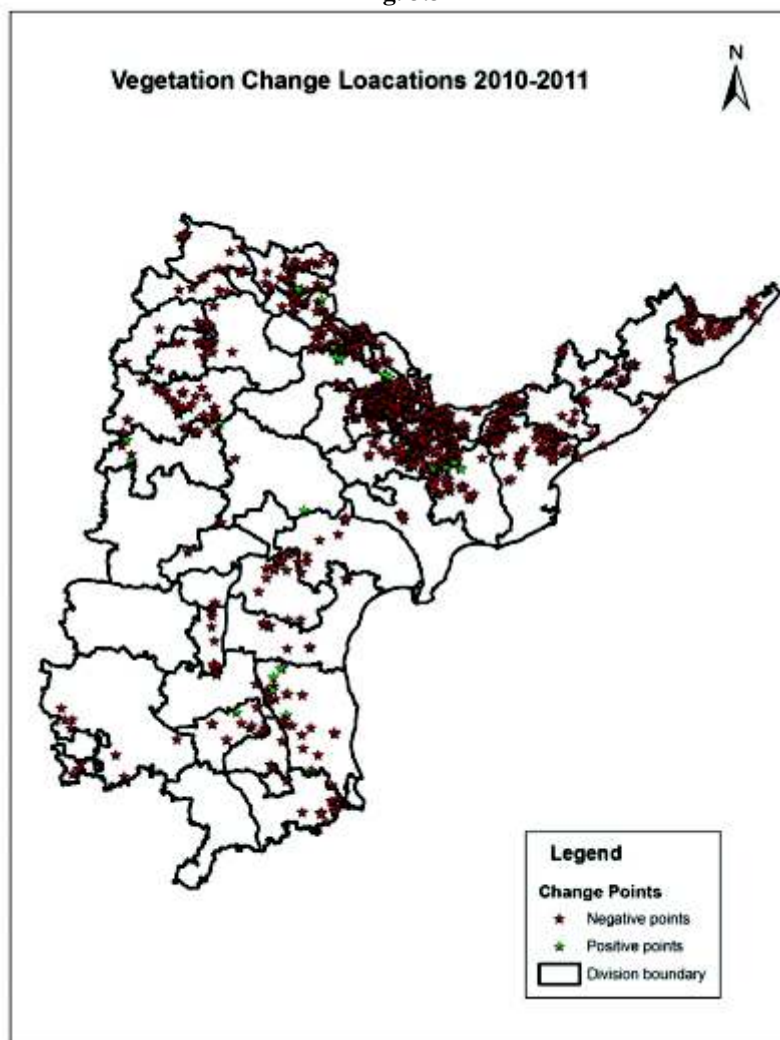 N
Vegetation Change Loacations 2010-2011
Legend
Change Points
Negative points
Positive points
Division boundary